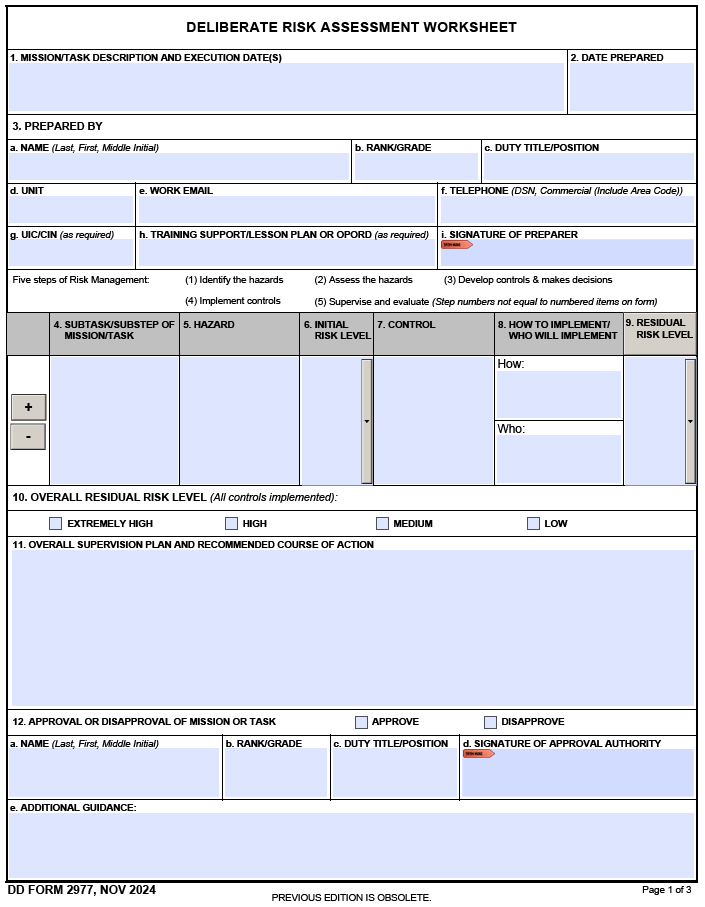 DELIBERATE RISK ASSESSMENT WORKSHEET
1. MISSION/TASK DESCRIPTION AND EXECUTION DATE(S)
2. DATE PREPARED
3. PREPARED BY
a. NAME (Last, First, Middle Initial)
b. RANK/GRADE
c. DUTY TITLE/POSITION
d. UNIT
e. WORK EMAIL
f. TELEPHONE (DSN, Commercial (Include Area Code))
g. UIC/CIN (as required)
h. TRAINING SUPPORT/LESSON PLAN OR OPORD (as required)
i. SIGNATURE OF PREPARER
Five steps of Risk Management: (1) Identify the hazards (2) Assess the hazards (3) Develop controls & makes decisions
(4) Implement controls (5) Supervise and evaluate (Step numbers not equal to numbered items on form)
4. SUBTASK/SUBSTEP OF
MISSION/TASK
5. HAZARD
6. INITIAL
RISK LEVEL
7. CONTROL
8. HOW TO IMPLEMENT/
WHO WILL IMPLEMENT
9. RESIDUAL
RISK LEVEL
+
-
How:
Who:
10. OVERALL RESIDUAL RISK LEVEL (All controls implemented):
EXTREMELY HIGH
HIGH
MEDIUM
LOW
11. OVERALL SUPERVISION PLAN AND RECOMMENDED COURSE OF ACTION
12. APPROVAL OR DISAPPROVAL OF MISSION OR TASK
APPROVE
DISAPPROVE
a. NAME (Last, First, Middle Initial)
b. RANK/GRADE
c. DUTY TITLE/POSITION
d. SIGNATURE OF APPROVAL AUTHORITY
e. ADDITIONAL GUIDANCE:
DD FORM 2977, NOV 2024
PREVIOUS EDITION IS OBSOLETE.
Page 1 of 3